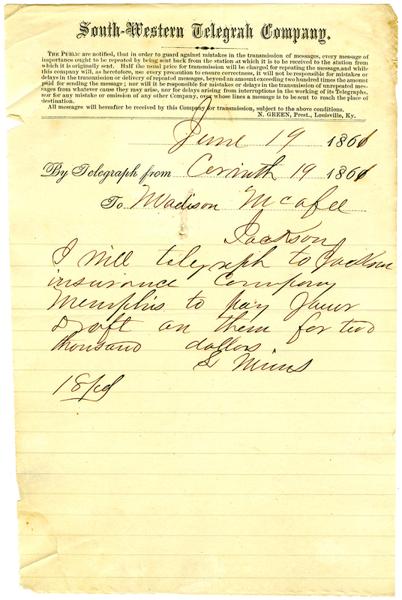 South-Western Telegrah Company.
THE PUBLIC are notified, that in order to guard against mistakes in the transmission of messages, every message of
importance ought to be repeated by being sent back from the station at which it is to be received to the station from
which it is originally sent. Half the usual price for transmission will be charged for repeating the message, and while
this company will, as heretofore, use every precaution to ensure correctness, it will not be responsible for mistakes or
delays in the transmission or delivery of repeated messages, beyond an amount exceeding two hundred times the amount
paid for sending the message; nor will it be responsible for mistakes or delays in the transmission of unrepeated mes-
sages from whatever cause they may arise, nor for delays arising from interruptions in the working of its Telegraphs,
nor for any mistake or omission of any other Company, over whose lines a message is to be sent to reach the place of
destination.
All messages will hereafter be received by this Company for transmission, subject to the above conditions.
N. GREEN, Prest., Louisville, Ky.
June 19 1861
By Telegraph from Corinth 19 1861
To Madison McAfee
Jackson
I will telegraph to Jackson
insurance Company
Memphis to pay your
Draft on them for two
thousand dollars
L Mims
18/pd